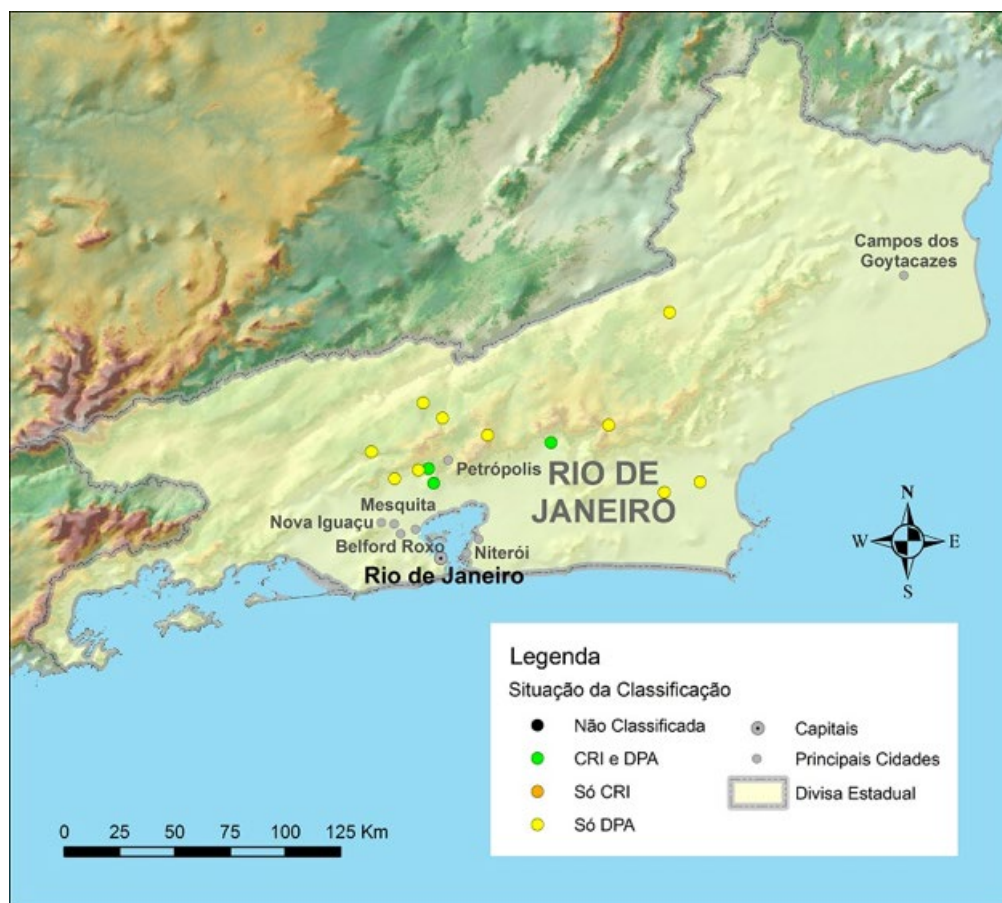 Campos dos
Goytacazes
Petrópolis
RIO DE
JANEIRO
Mesquita
Nova Iguaçu
Belford Roxo
Niterói
Rio de Janeiro
N
W
E
S
Legenda
Situação da Classificação
Não Classificada
CRI e DPA
Só CRI
Só DPA
Capitais
Principais Cidades
Divisa Estadual
0 25 50 75 100 125 Km